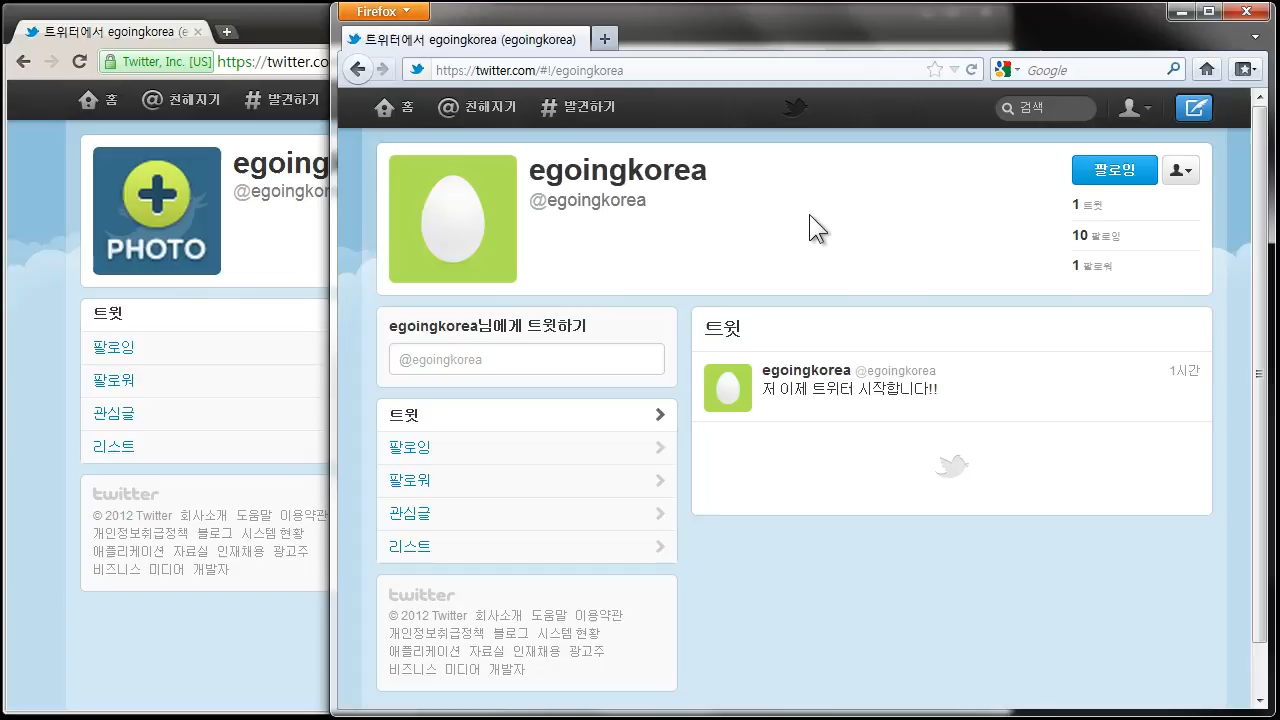 트위터에서 egoingkorea (e
Twitter, Inc. [US]
https://twitter.co
홈
친해지기
발견하기
PHOTO
egoing
@egoingkor
트윗
팔로잉
팔로워
관심글
리스트
twitter
© 2012 Twitter 회사소개 도움말 이용약관
개인정보취급정책 블로그 시스템 현황
애플리케이션 자료실 인재채용 광고주
비즈니스 미디어 개발자
Firefox
트위터에서 egoingkorea (egoingkorea)
https://twitter.com/#!/egoingkorea
Google
홈
친해지기
발견하기
검색
egoingkorea
@egoingkorea
팔로잉
1 트윗
10 팔로잉
1 팔로워
egoingkorea님에게 트윗하기
@egoingkorea
트윗
팔로잉
팔로워
관심글
리스트
twitter
© 2012 Twitter 회사소개 도움말 이용약관
개인정보취급정책 블로그 시스템 현황
애플리케이션 자료실 인재채용 광고주
비즈니스 미디어 개발자
트윗
egoingkorea @egoingkorea 1시간
저 이제 트위터 시작합니다!!